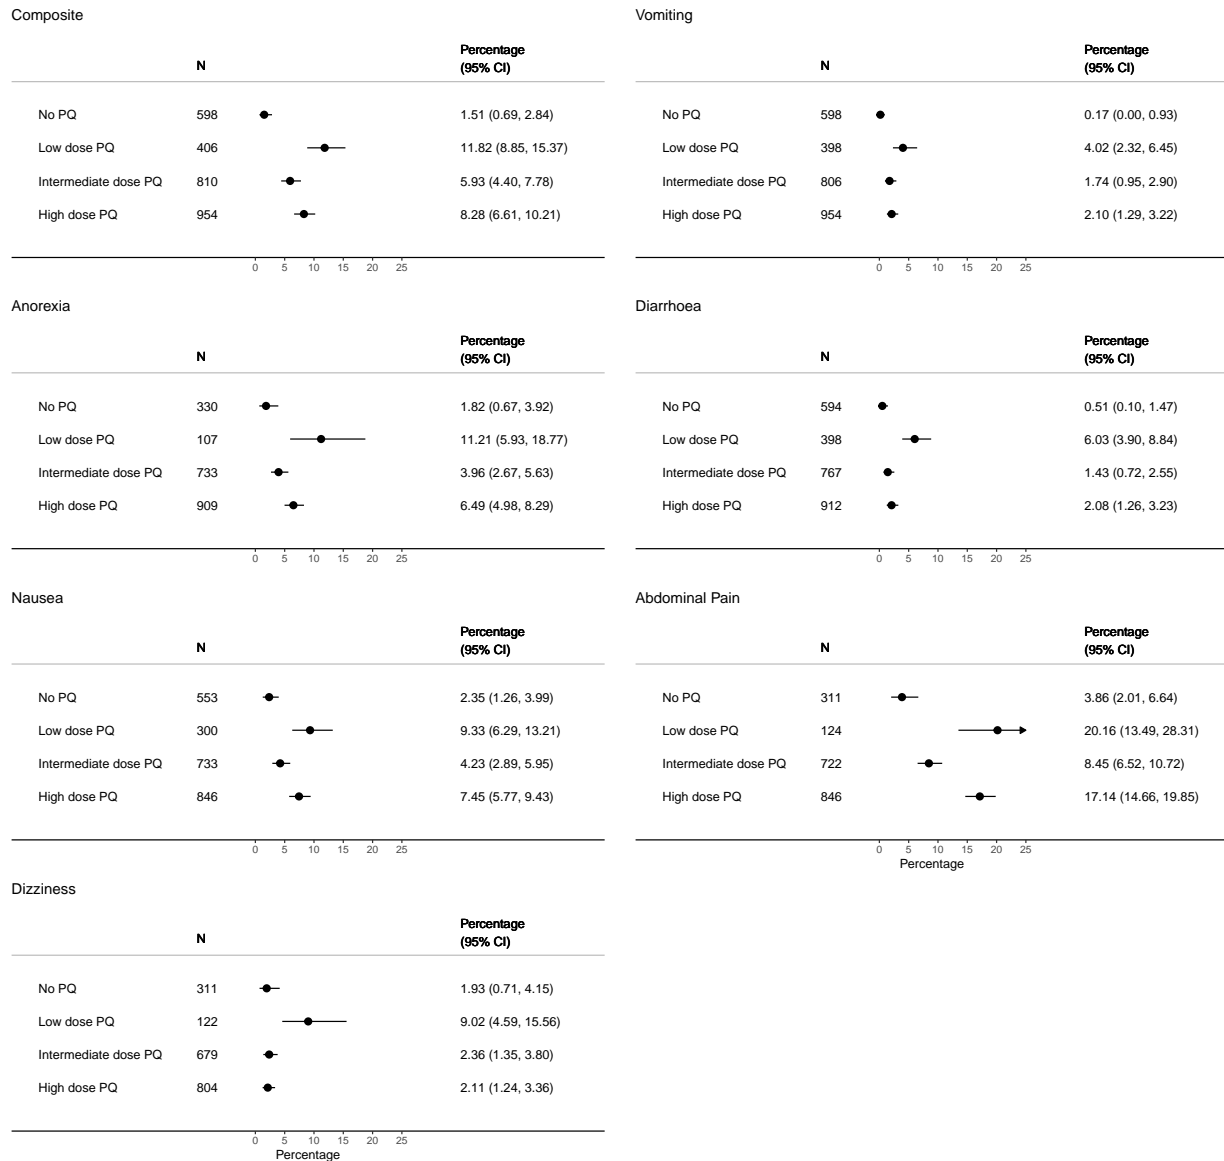 Composite
N
Percentage
(95% CI)
No PQ 598 1.51 (0.69, 2.84)
Low dose PQ 406 11.82 (8.85, 15.37)
Intermediate dose PQ 810 5.93 (4.40, 7.78)
High dose PQ 954 8.28 (6.61, 10.21)
0 5 10 15 20 25
Vomiting
N
Percentage
(95% CI)
No PQ 598 0.17 (0.00, 0.93)
Low dose PQ 398 4.02 (2.32, 6.45)
Intermediate dose PQ 806 1.74 (0.95, 2.90)
High dose PQ 954 2.10 (1.29, 3.22)
0 5 10 15 20 25
Anorexia
N
Percentage
(95% CI)
No PQ 330 1.82 (0.67, 3.92)
Low dose PQ 107 11.21 (5.93, 18.77)
Intermediate dose PQ 733 3.96 (2.67, 5.63)
High dose PQ 909 6.49 (4.98, 8.29)
0 5 10 15 20 25
Diarrhoea
N
Percentage
(95% CI)
No PQ 594 0.51 (0.10, 1.47)
Low dose PQ 398 6.03 (3.90, 8.84)
Intermediate dose PQ 767 1.43 (0.72, 2.55)
High dose PQ 912 2.08 (1.26, 3.23)
0 5 10 15 20 25
Nausea
N
Percentage
(95% CI)
No PQ 553 2.35 (1.26, 3.99)
Low dose PQ 300 9.33 (6.29, 13.21)
Intermediate dose PQ 733 4.23 (2.89, 5.95)
High dose PQ 846 7.45 (5.77, 9.43)
0 5 10 15 20 25
Abdominal Pain
N
Percentage
(95% CI)
No PQ 311 3.86 (2.01, 6.64)
Low dose PQ 124 20.16 (13.49, 28.31)
Intermediate dose PQ 722 8.45 (6.52, 10.72)
High dose PQ 846 17.14 (14.66, 19.85)
0 5 10 15 20 25
Percentage
Dizziness
N
Percentage
(95% CI)
No PQ 311 1.93 (0.71, 4.15)
Low dose PQ 122 9.02 (4.59, 15.56)
Intermediate dose PQ 679 2.36 (1.35, 3.80)
High dose PQ 804 2.11 (1.24, 3.36)
0 5 10 15 20 25
Percentage